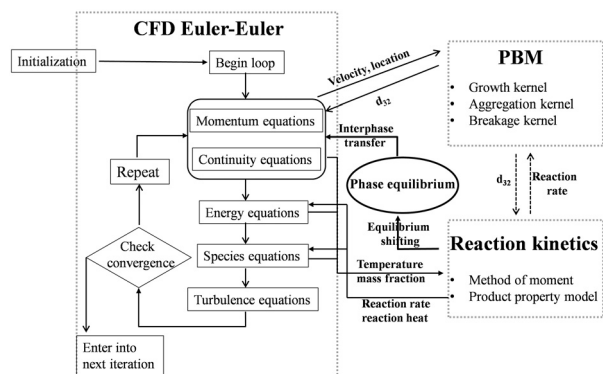 CFD Euler-Euler
Initialization
Begin loop
Momentum equations
Continuity equations
Repeat
Energy equations
Check
convergence
Species equations
Turbulence equations
Enter into
next iteration
Velocity, location
d32
PBM
• Growth kernel
• Aggregation kernel
• Breakage kernel
Interphase
transfer
Phase equilibrium
d32
Reaction
rate
Equilibrium
shifting
Reaction kinetics
• Method of moment
• Product property model
Temperature
mass fraction
Reaction rate
reaction heat